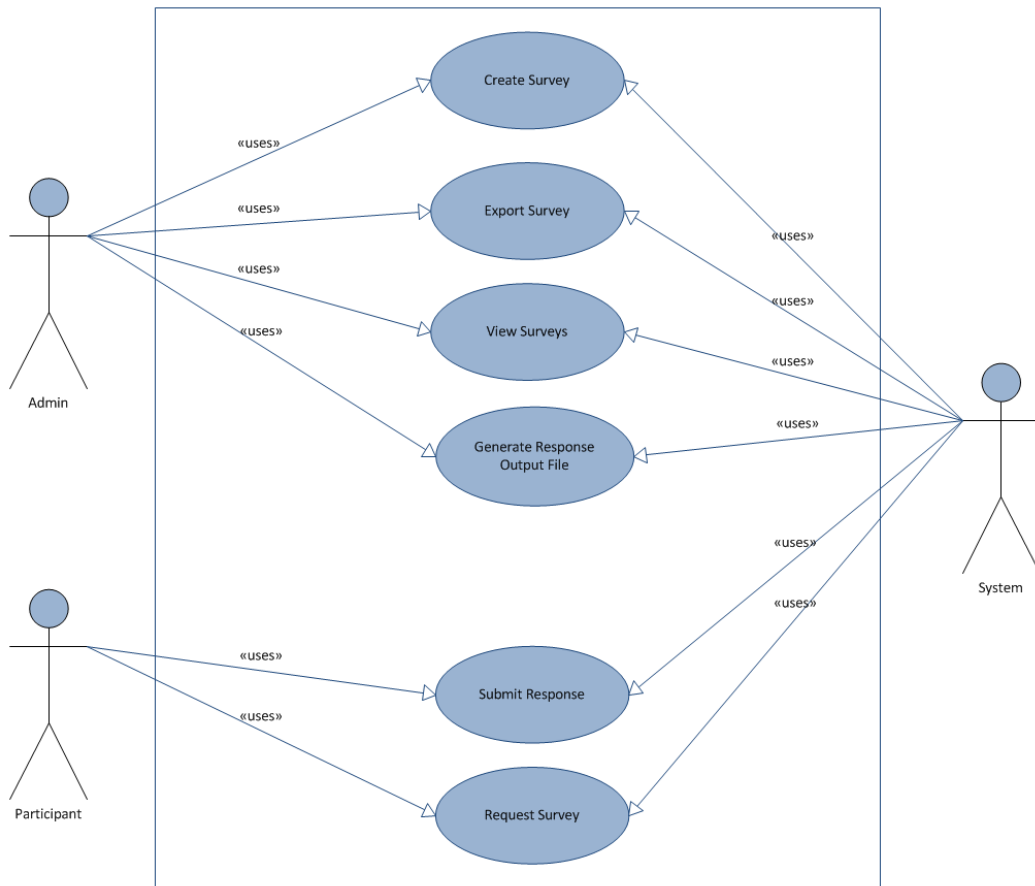 Create Survey
«uses»
Export Survey
«uses»
«uses»
«uses»
«uses»
«uses»
View Surveys
«uses»
«uses»
Admin
Generate Response
Output File
«uses»
«uses»
System
«uses»
Participant
«uses»
Submit Response
«uses»
Request Survey